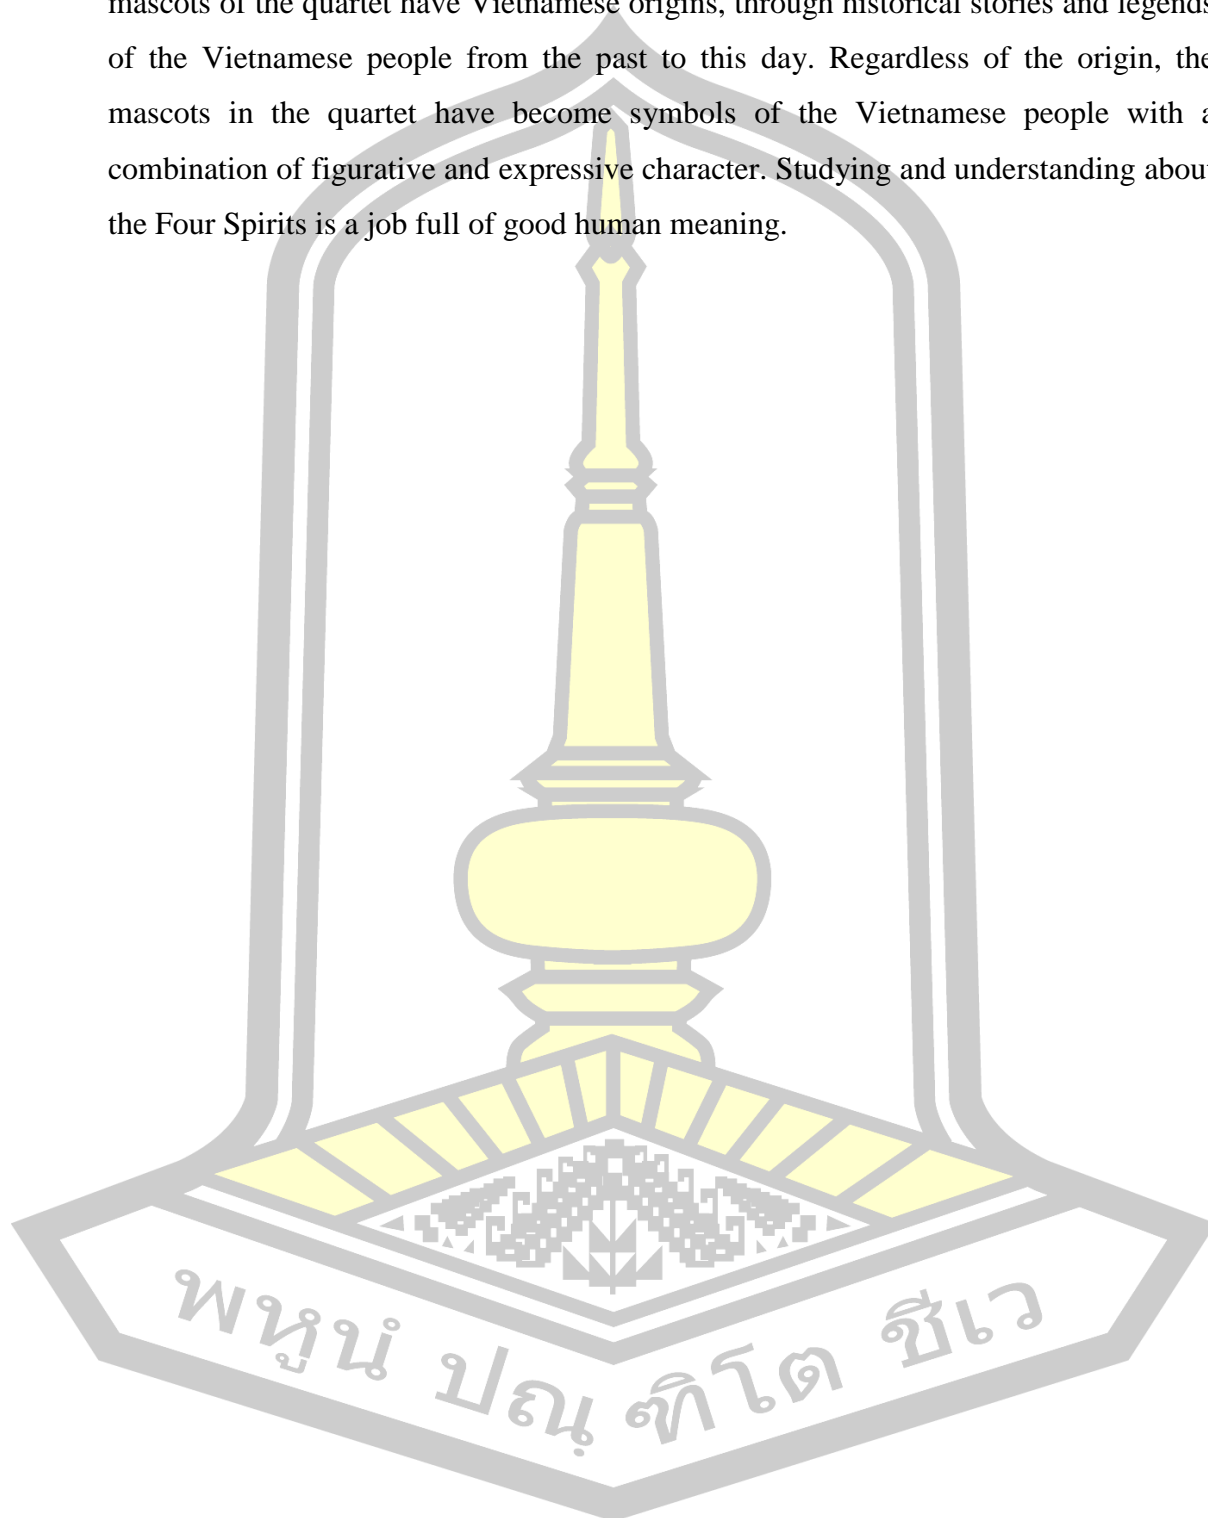 mascots of the quartet have Vietnamese origins, through historical stories and legends
of the Vietnamese people from the past to this day. Regardless of the origin, the
mascots in the quartet have become symbols of the Vietnamese people with a
combination of figurative and expressive character. Studying and understanding about
the Four Spirits is a job full of good human meaning.
พหูนํ ปณฺฑิโต ชีเว